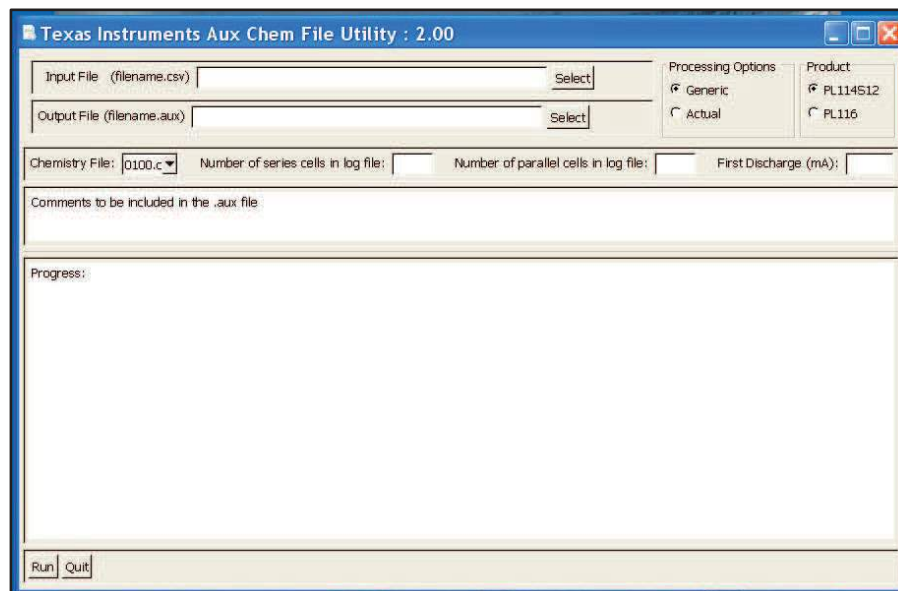 Texas Instruments Aux Chem File Utility : 2.00
Input File (filename.csv) Select
Output File (filename.aux) Select
Processing Options
Generic
Actual
Product
PL114S12
PL116
Chemistry File: 0100.c Number of series cells in log file: Number of parallel cells in log file: First Discharge (mA):
Comments to be included in the .aux file
Progress:
Run Quit